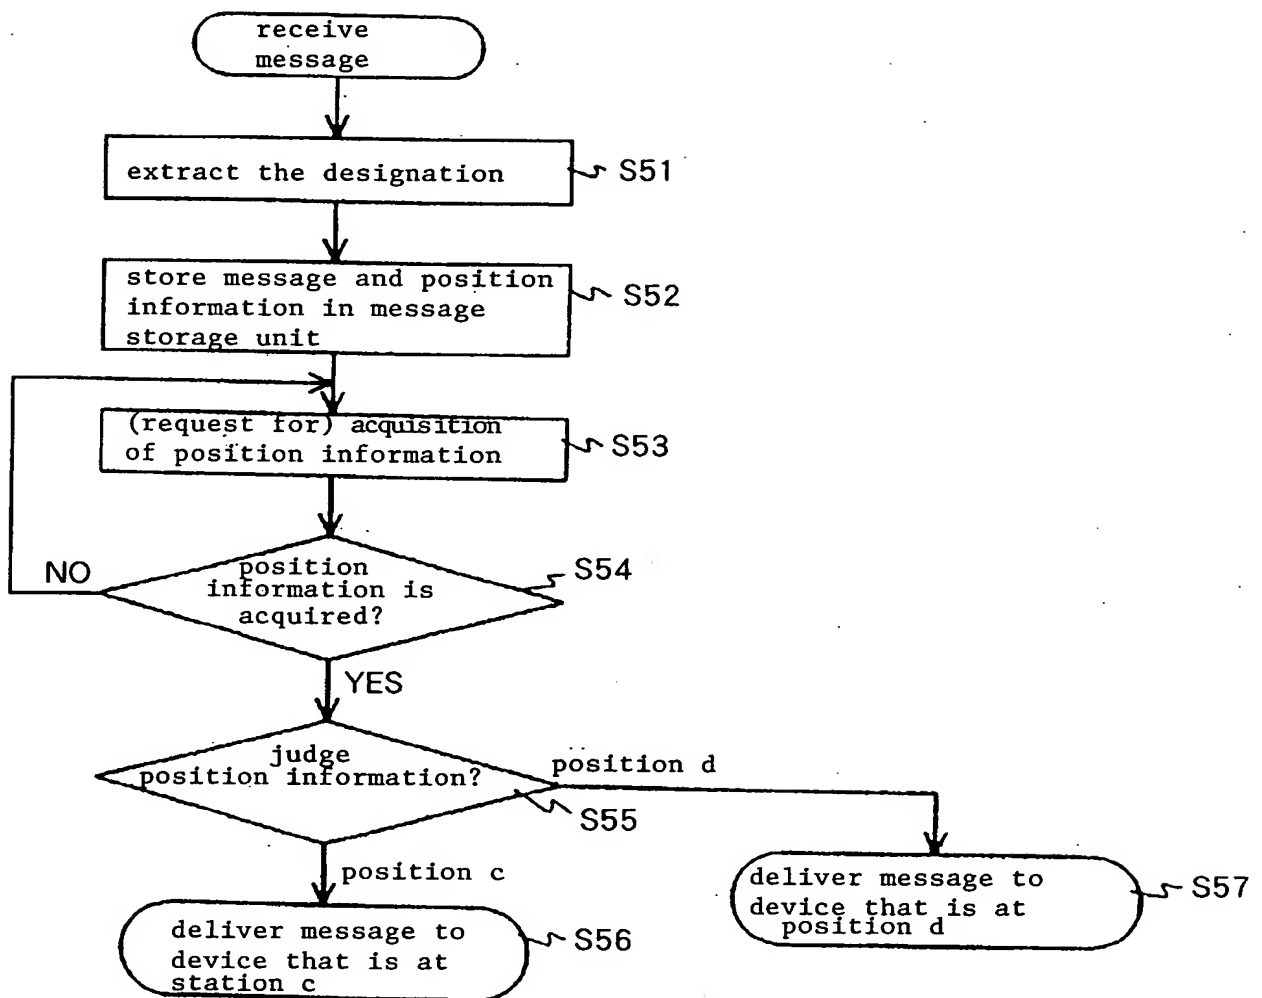 receive
message
extract the designation
S51
store message and position
information in message
storage unit
S52
(request for) acquisition
of position information
S53
NO
position
information is
acquired?
S54
YES
judge
position information?
S55
position d
position c
deliver message to
device that is at
station c
S56
deliver message to
device that is at
position d
S57